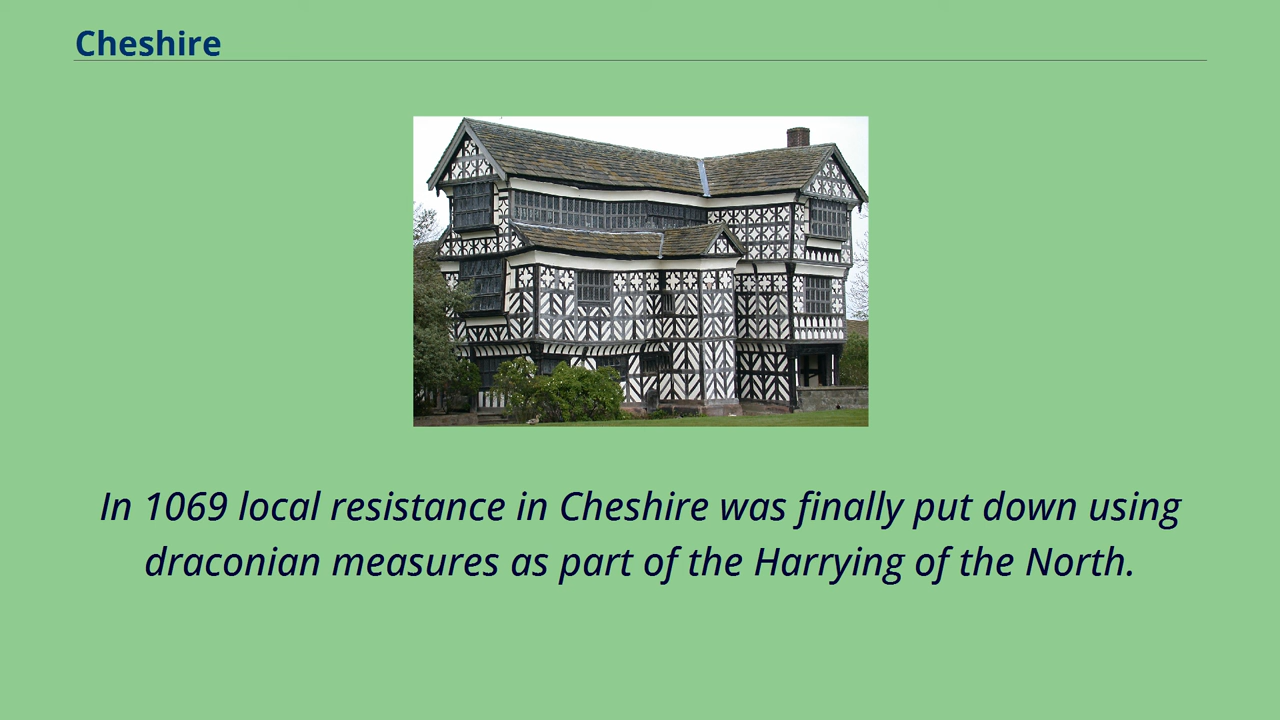 Cheshire
In 1069 local resistance in Cheshire was finally put down using
draconian measures as part of the Harrying of the North.